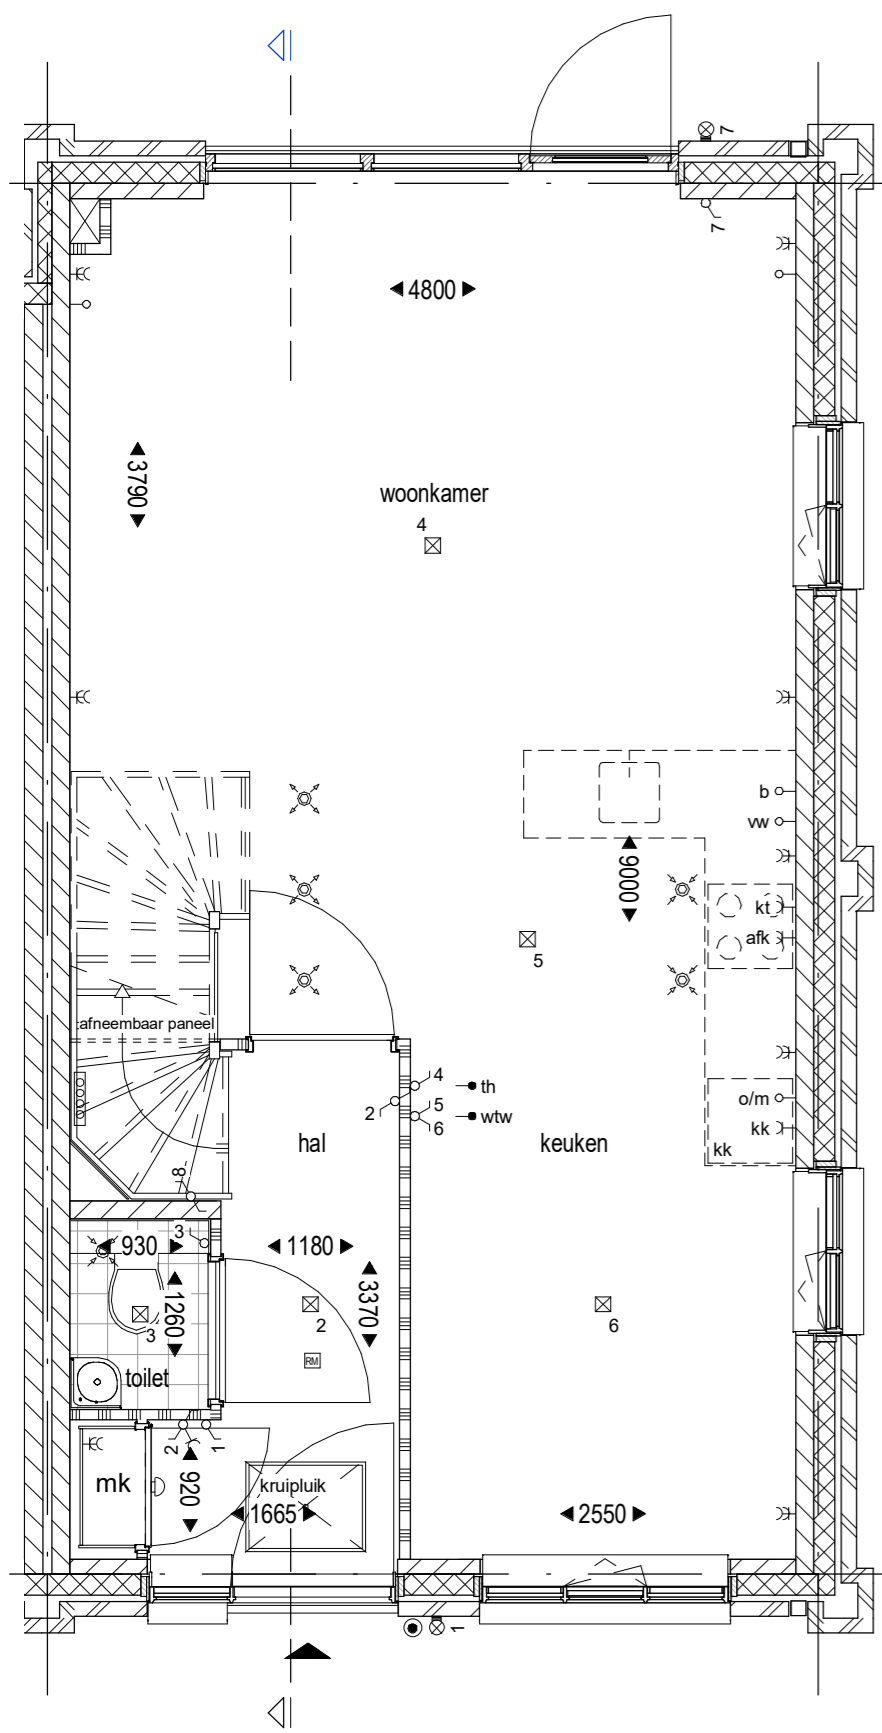 7
7
4800
3790
woonkamer
4
b
vw
9000
kt
afk
5
afneembaar paneel
4
th
2
5
wtw
6
o/m
kk
kk
hal
keuken
8
3
930
1180
3370
1260
2
3
6
RM
toilet
2
1
mk
920
kruipluik
1665
2550
1